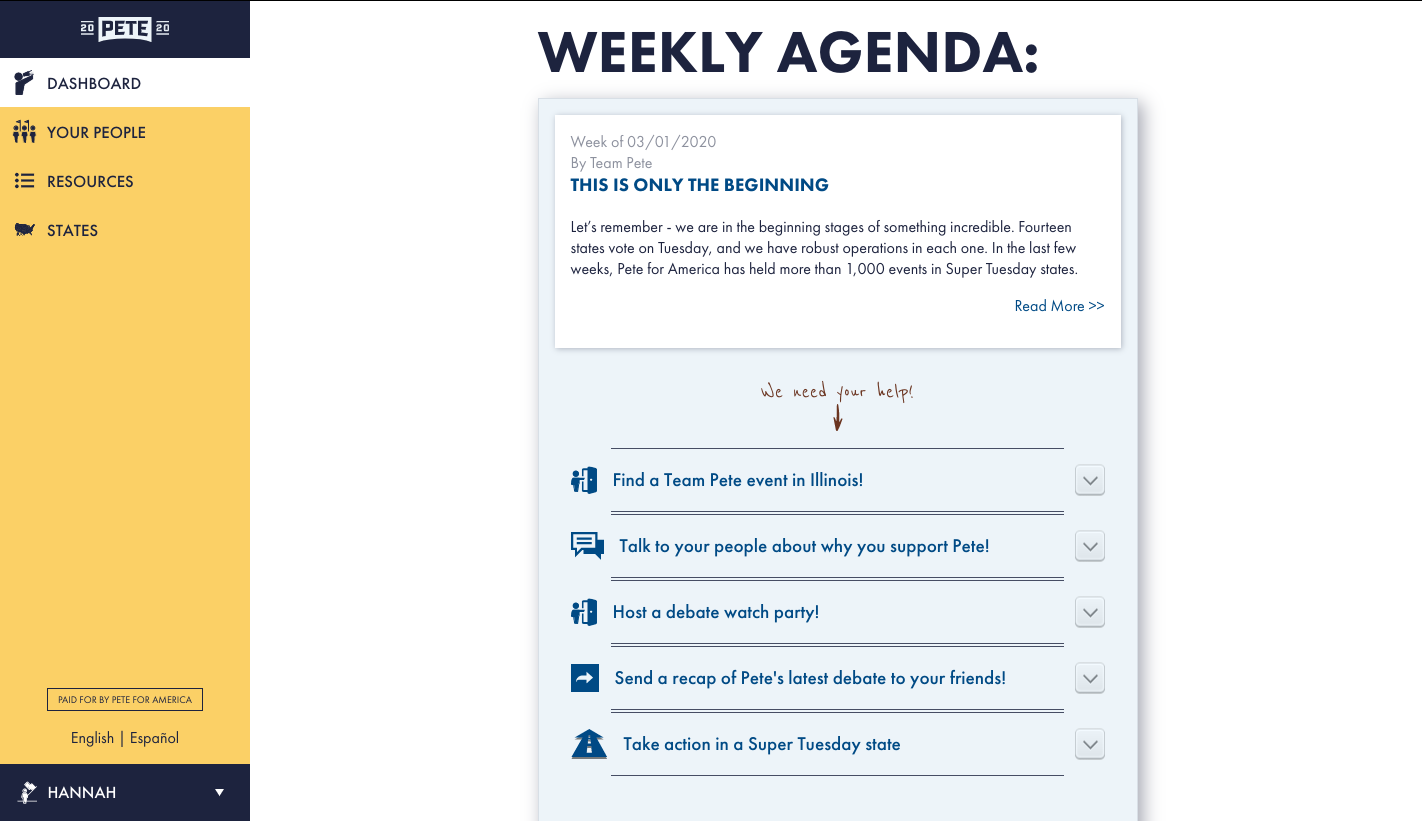 20 PETE 20
DASHBOARD
YOUR PEOPLE
RESOURCES
STATES
PAID FOR BY PETE FOR AMERICA
English | Español
HANNAH
WEEKLY AGENDA:
Week of 03/01/2020
By Team Pete
THIS IS ONLY THE BEGINNING
Let’s remember - we are in the beginning stages of something incredible. Fourteen
states vote on Tuesday, and we have robust operations in each one. In the last few
weeks, Pete for America has held more than 1,000 events in Super Tuesday states.
Read More >>
We need your help!
Find a Team Pete event in Illinois!
Talk to your people about why you support Pete!
Host a debate watch party!
Send a recap of Pete's latest debate to your friends!
Take action in a Super Tuesday state